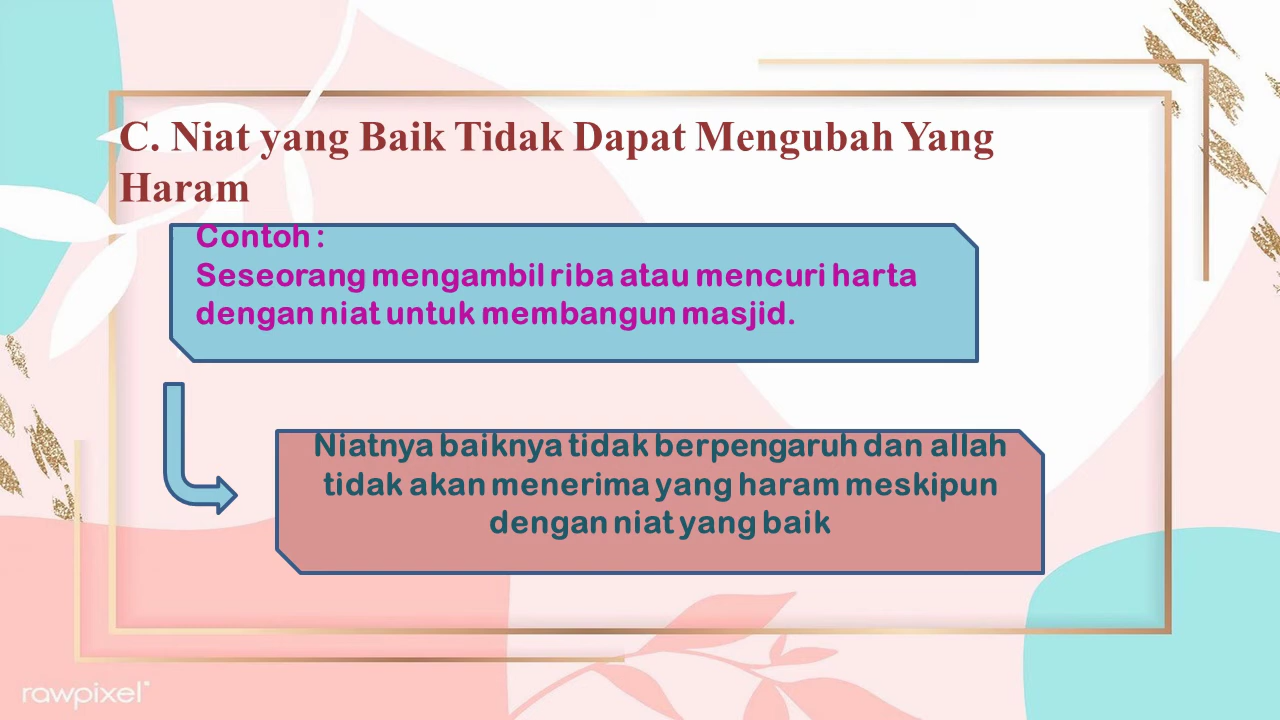 C. Niat yang Baik Tidak Dapat Mengubah Yang
Haram
Contoh :
Seseorang mengambil riba atau mencuri harta
dengan niat untuk membangun masjid.
Niatnya baiknya tidak berpengaruh dan allah
tidak akan menerima yang haram meskipun
dengan niat yang baik
rawpixel